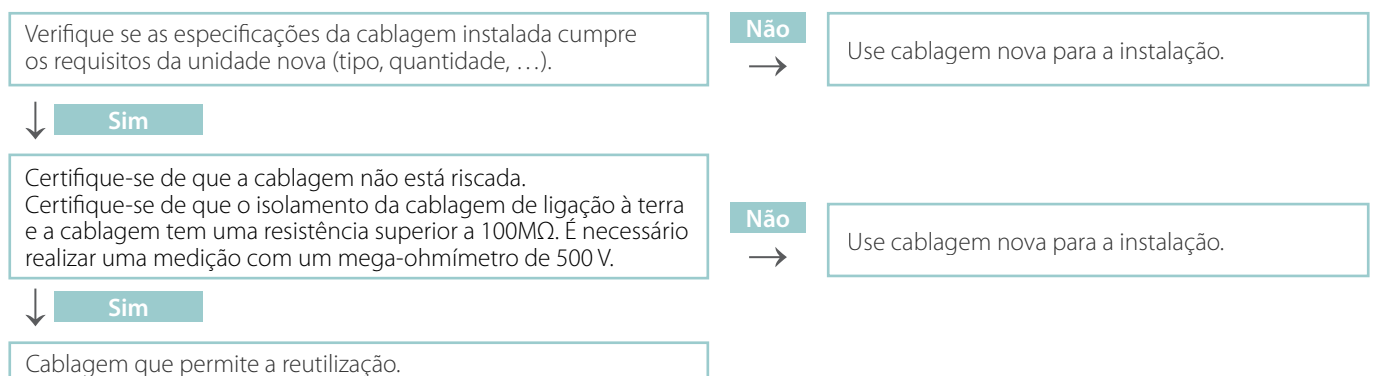 Verifique se as especificações da cablagem instalada cumpre
os requisitos da unidade nova (tipo, quantidade, …).
Não
→
Use cablagem nova para a instalação.
↓ Sim
Certifique-se de que a cablagem não está riscada.
Certifique-se de que o isolamento da cablagem de ligação à terra
e a cablagem tem uma resistência superior a 100MΩ. É necessário
realizar uma medição com um mega-ohmímetro de 500 V.
Não
→
Use cablagem nova para a instalação.
↓ Sim
Cablagem que permite a reutilização.